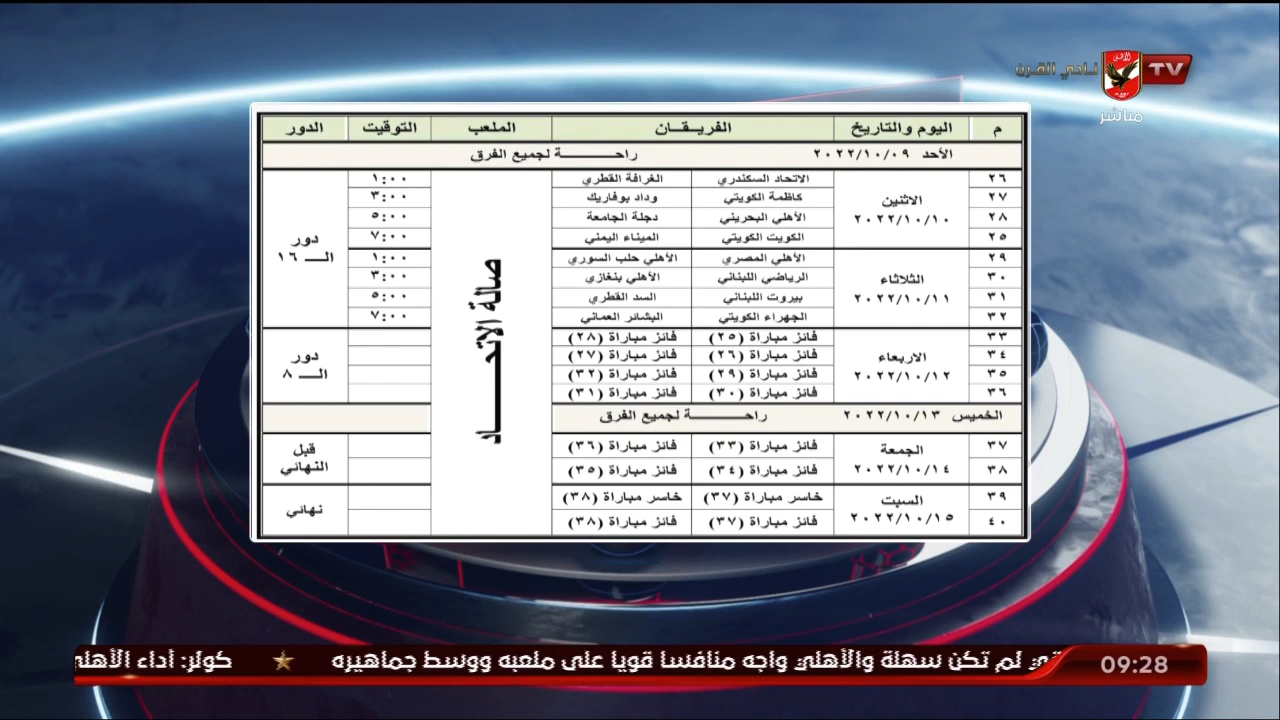 نادي القرن
TV
مباشر
م اليوم والتاريخ الفريقان الملعب التوقيت الدور
الأحد ٢٠٢٢/١٠/٠٩ راحة لجميع الفرق
٢٦ الاتحاد السكندري الغرافة القطري ١:٠٠
٢٧ كاظمة الكويتي وداد بوفاريك ٣:٠٠
الاثنين
٢٠٢٢/١٠/١٠
٢٨ الأهلي البحريني دجلة الجامعة ٥:٠٠
٢٥ الكويت الكويتي الميناء اليمني ٧:٠٠
دور
الـ ١٦
٢٩ الأهلي المصري الأهلي حلب السوري ١:٠٠
٣٠ الرياضي اللبناني الأهلي بنغازي ٣:٠٠
الثلاثاء
٢٠٢٢/١٠/١١
٣١ بيروت اللبناني السد القطري ٥:٠٠
٣٢ الجهراء الكويتي البشائر العماني ٧:٠٠
صالة الاتحاد
٣٣ فائز مباراة (٢٥) فائز مباراة (٢٨)
٣٤ فائز مباراة (٢٦) فائز مباراة (٢٧)
الاربعاء
٢٠٢٢/١٠/١٢
دور
الـ ٨
٣٥ فائز مباراة (٢٩) فائز مباراة (٣٢)
٣٦ فائز مباراة (٣٠) فائز مباراة (٣١)
الخميس ٢٠٢٢/١٠/١٣ راحة لجميع الفرق
٣٧ فائز مباراة (٣٣) فائز مباراة (٣٦)
الجمعة
٢٠٢٢/١٠/١٤
قبل
النهائي
٣٨ فائز مباراة (٣٤) فائز مباراة (٣٥)
٣٩ خاسر مباراة (٣٧) خاسر مباراة (٣٨)
السبت
٢٠٢٢/١٠/١٥
نهائي
٤٠ فائز مباراة (٣٧) فائز مباراة (٣٨)
لم تكن سهلة والأهلي واجه منافسا قويا على ملعبه ووسط جماهيره ★ كولر: أداء الأهلي
09:28